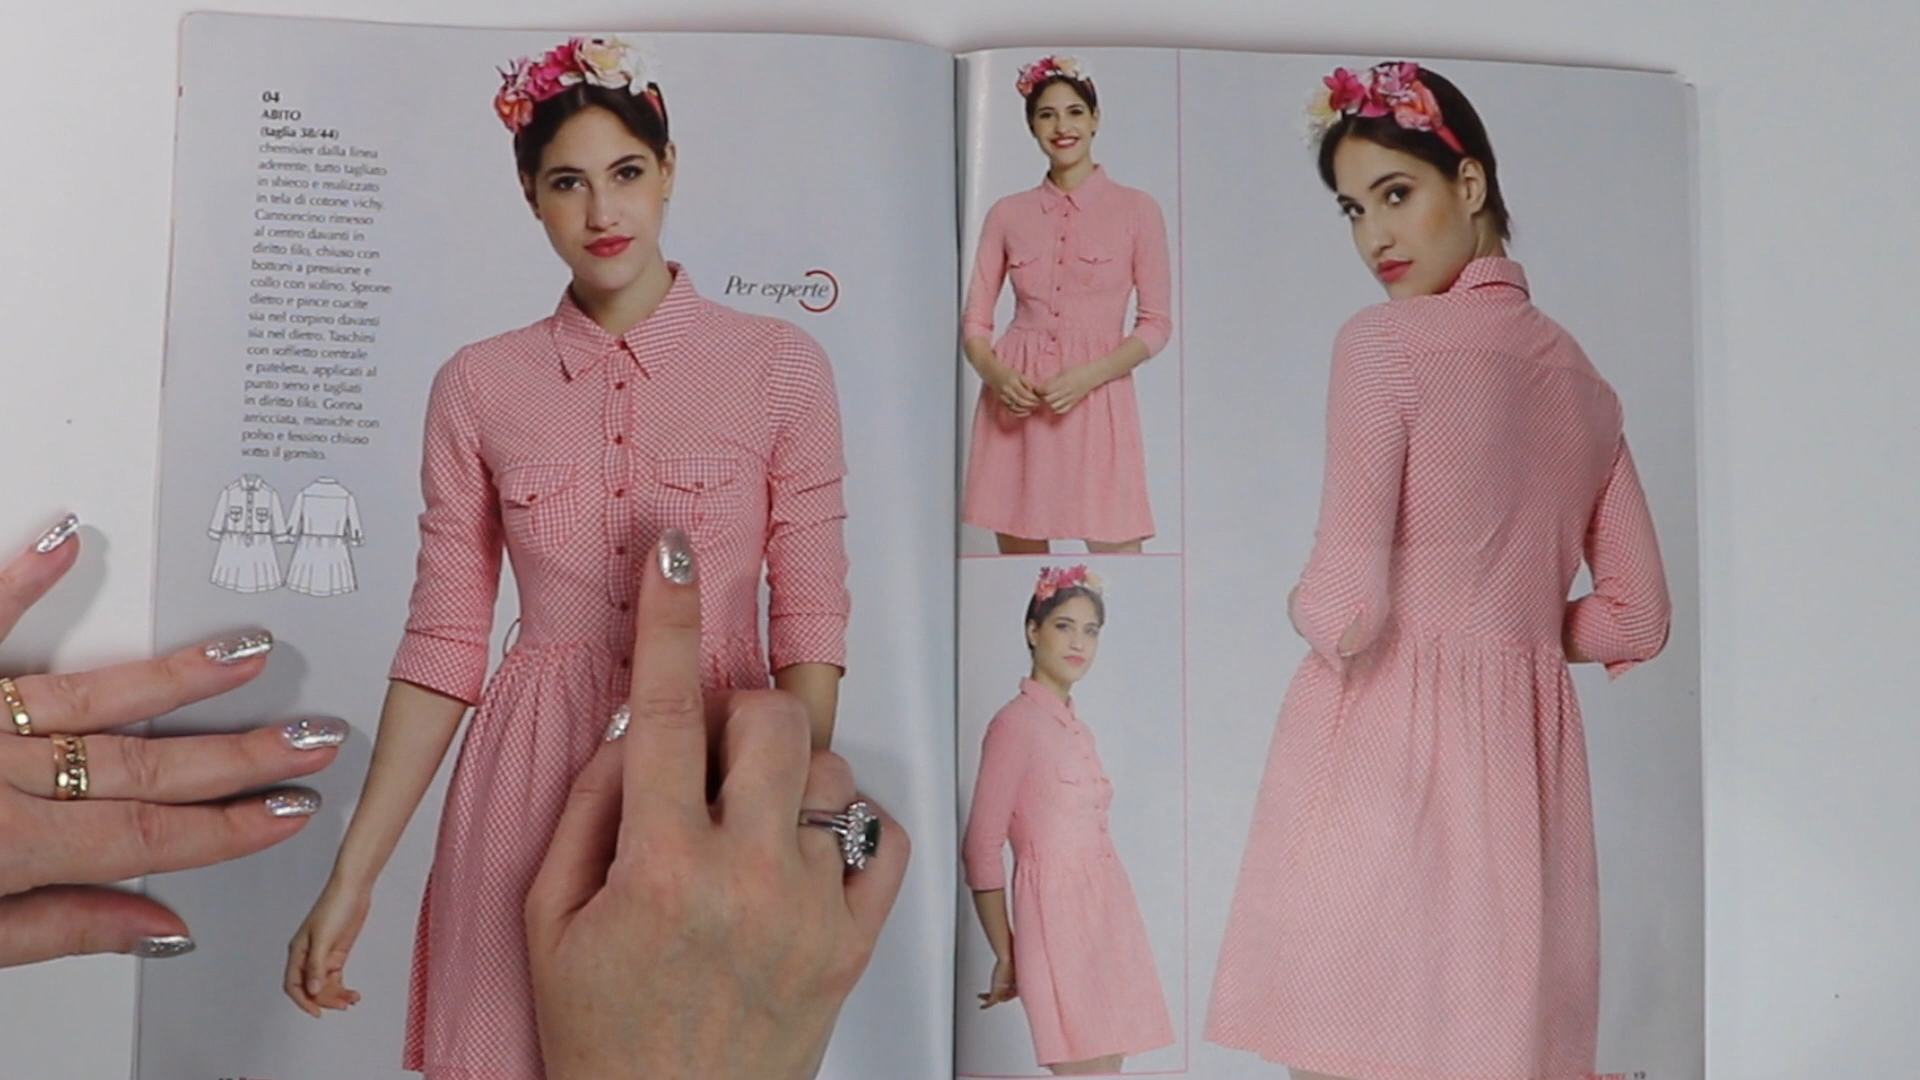 04
ABITO
(taglia 38/44)
chemisier dalla linea
aderente, tutto tagliato
in sbieco e realizzato
in tela di cotone vichy.
Cannoncino rimesso
al centro davanti in
diritto filo, chiuso con
bottoni a pressione e
collo con solino. Sprone
dietro e pince cucite
sia nel corpino davanti
sia nel dietro. Taschini
con soffietto centrale
e pateletta, applicati al
punto seno e tagliati
in diritto filo. Gonna
arricciata, maniche con
polso e fessino chiuso
sotto il gomito.
Per esperte